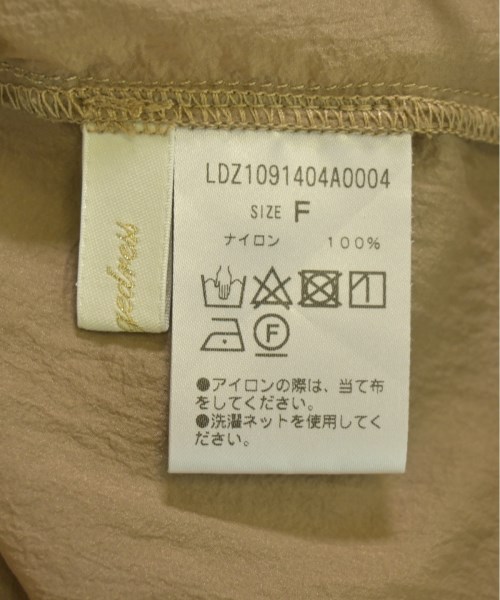 LDZ1091404A0004
SIZE F
ナイロン 100%
F
●アイロンの際は、当て布
をしてください。
●洗濯ネットを使用してく
ださい。